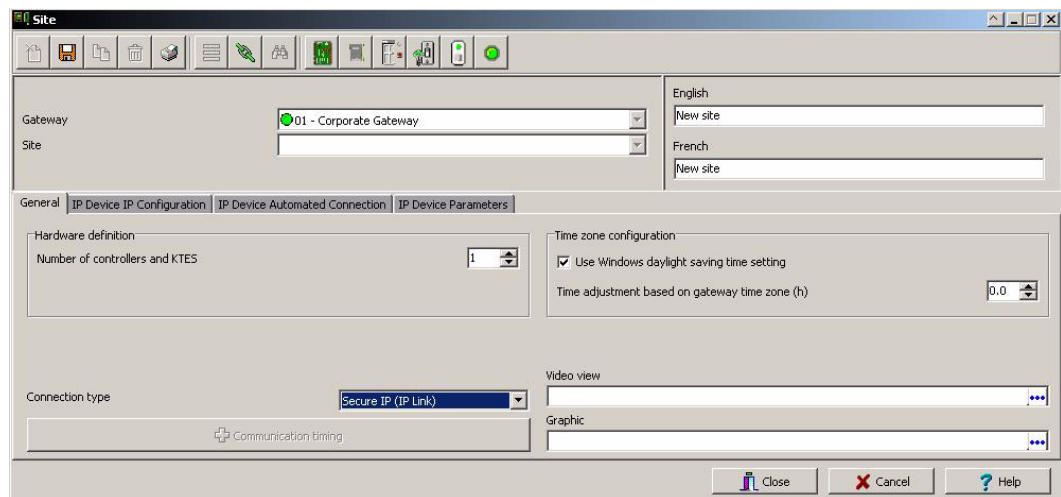 Site
Gateway
01 - Corporate Gateway
Site
English
New site
French
New site
General
IP Device IP Configuration
IP Device Automated Connection
IP Device Parameters
Hardware definition
Number of controllers and KTES
1
Time zone configuration
Use Windows daylight saving time setting
Time adjustment based on gateway time zone (h)
0.0
Connection type
Secure IP (IP Link)
Communication timing
Video view
Graphic
Close
Cancel
Help